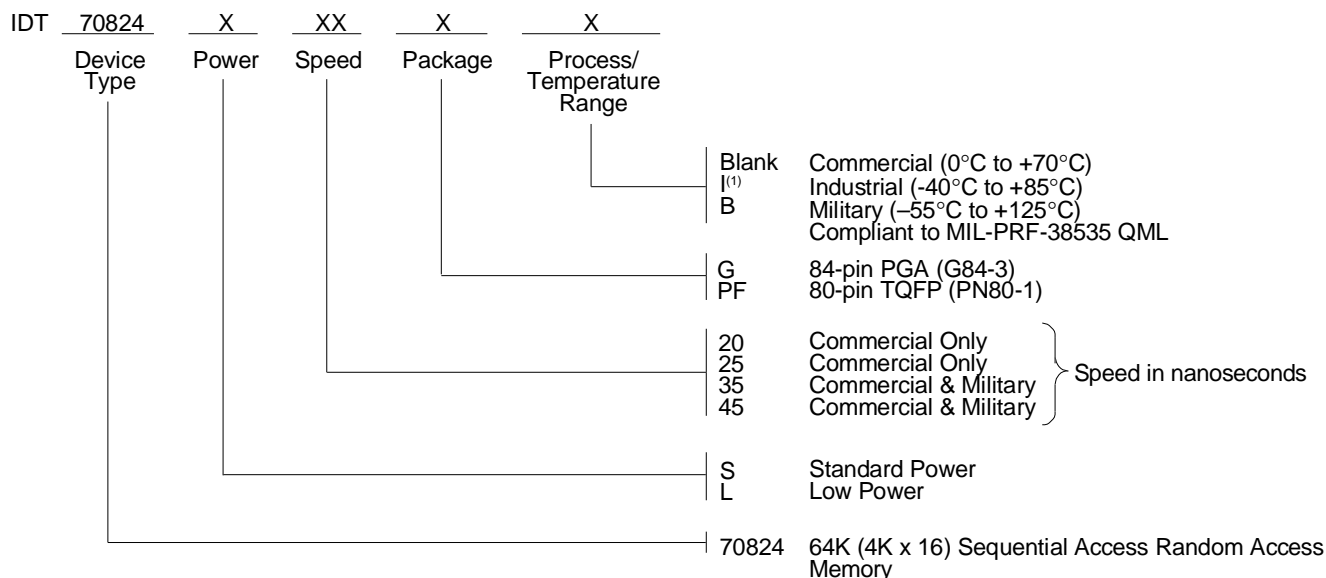 IDT 70824 X XX X X
Device Type Power Speed Package Process/ Temperature Range
Blank Commercial (0°C to +70°C)
I(1) Industrial (-40°C to +85°C)
B Military (–55°C to +125°C)
Compliant to MIL-PRF-38535 QML
G 84-pin PGA (G84-3)
PF 80-pin TQFP (PN80-1)
20 Commercial Only
25 Commercial Only
35 Commercial & Military
45 Commercial & Military
Speed in nanoseconds
S Standard Power
L Low Power
70824 64K (4K x 16) Sequential Access Random Access
Memory